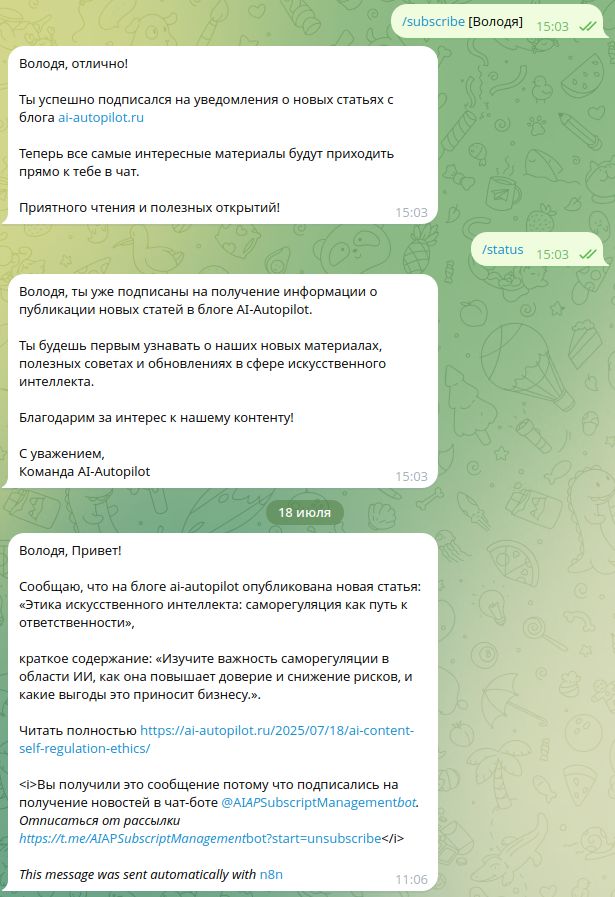 /subscribe [Володя] 15:03
Володя, отлично!
Ты успешно подписался на уведомления о новых статьях с
блога ai-autopilot.ru
Теперь все самые интересные материалы будут приходить
прямо к тебе в чат.
Приятного чтения и полезных открытий!
15:03
/status 15:03
Володя, ты уже подписаны на получение информации о
публикации новых статей в блоге AI-Autopilot.
Ты будешь первым узнавать о наших новых материалах,
полезных советах и обновлениях в сфере искусственного
интеллекта.
Благодарим за интерес к нашему контенту!
С уважением,
Команда AI-Autopilot
15:03
18 июля
Володя, Привет!
Сообщаю, что на блоге ai-autopilot опубликована новая статья:
«Этика искусственного интеллекта: саморегуляция как путь к
ответственности»,
краткое содержание: «Изучите важность саморегуляции в
области ИИ, как она повышает доверие и снижение рисков, и
какие выгоды это приносит бизнесу.».
Читать полностью https://ai-autopilot.ru/2025/07/18/ai-content-
self-regulation-ethics/
<i>Вы получили это сообщение потому что подписались на
получение новостей в чат-боте @AIAPSubscriptManagementbot.
Отписаться от рассылки
https://t.me/AIAPSubscriptManagementbot?start=unsubscribe</i>
This message was sent automatically with n8n
11:06